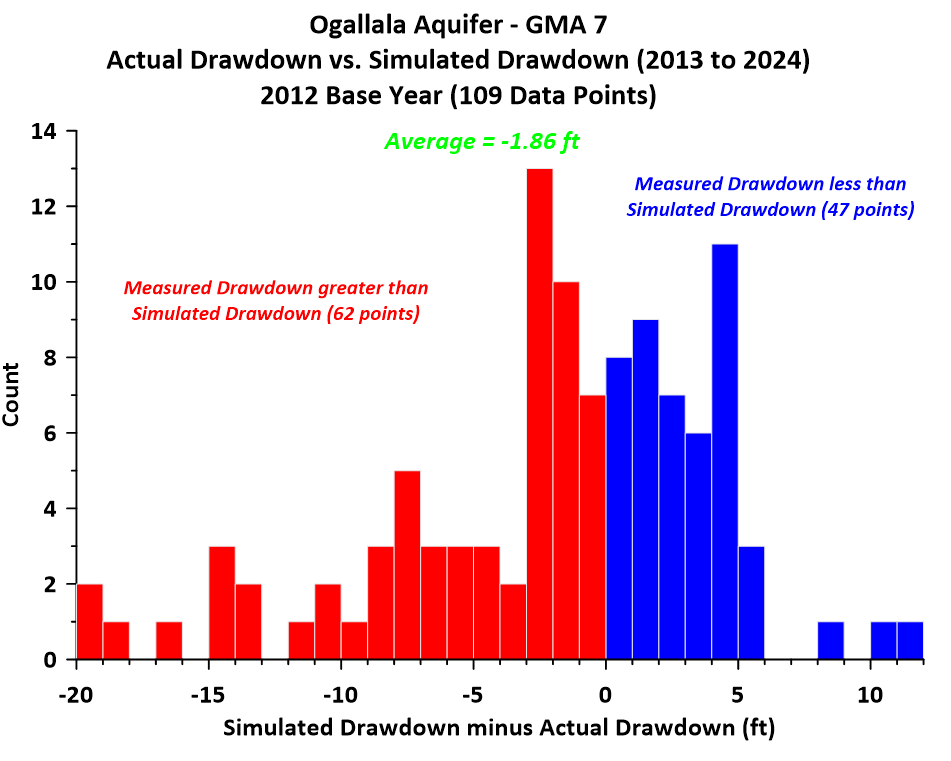 Ogallala Aquifer - GMA 7
Actual Drawdown vs. Simulated Drawdown (2013 to 2024)
2012 Base Year (109 Data Points)
Average = -1.86 ft
Measured Drawdown less than
Simulated Drawdown (47 points)
Measured Drawdown greater than
Simulated Drawdown (62 points)
Count
14
12
10
8
6
4
2
0
-20 -15 -10 -5 0 5 10
Simulated Drawdown minus Actual Drawdown (ft)